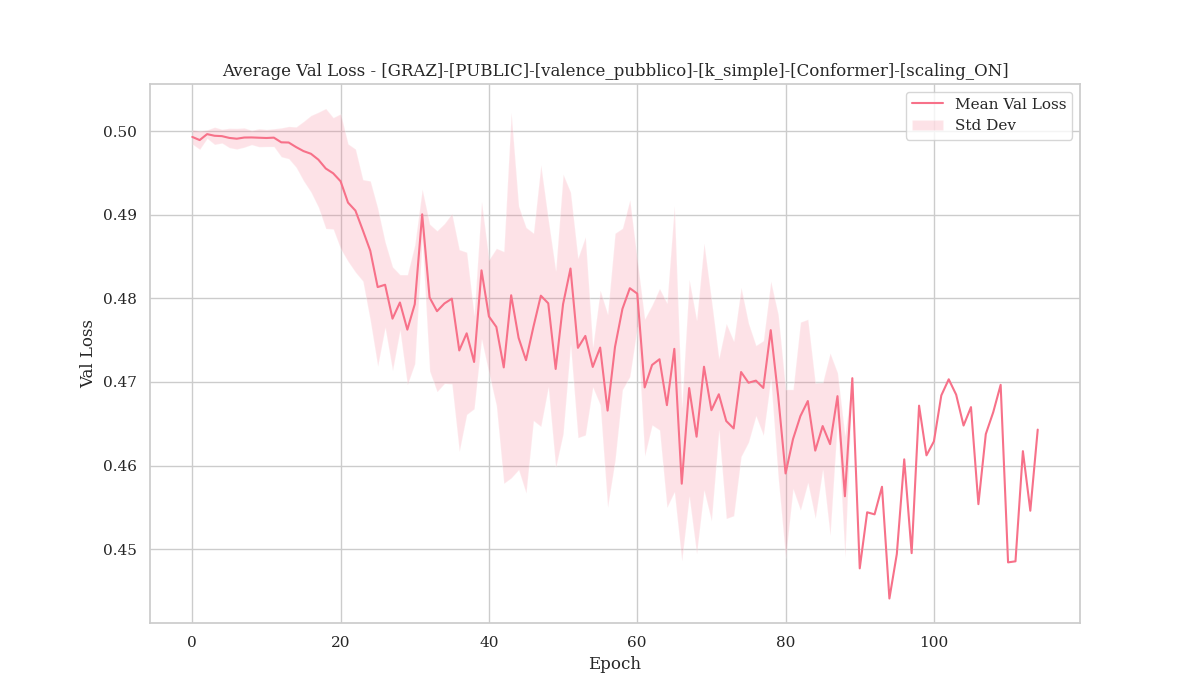 Average Val Loss - [GRAZ]-[PUBLIC]-[valence_pubblico]-[k_simple]-[Conformer]-[scaling_ON]
Mean Val Loss
Std Dev
0.50
0.49
0.48
0.47
0.46
0.45
Val Loss
0 20 40 60 80 100
Epoch